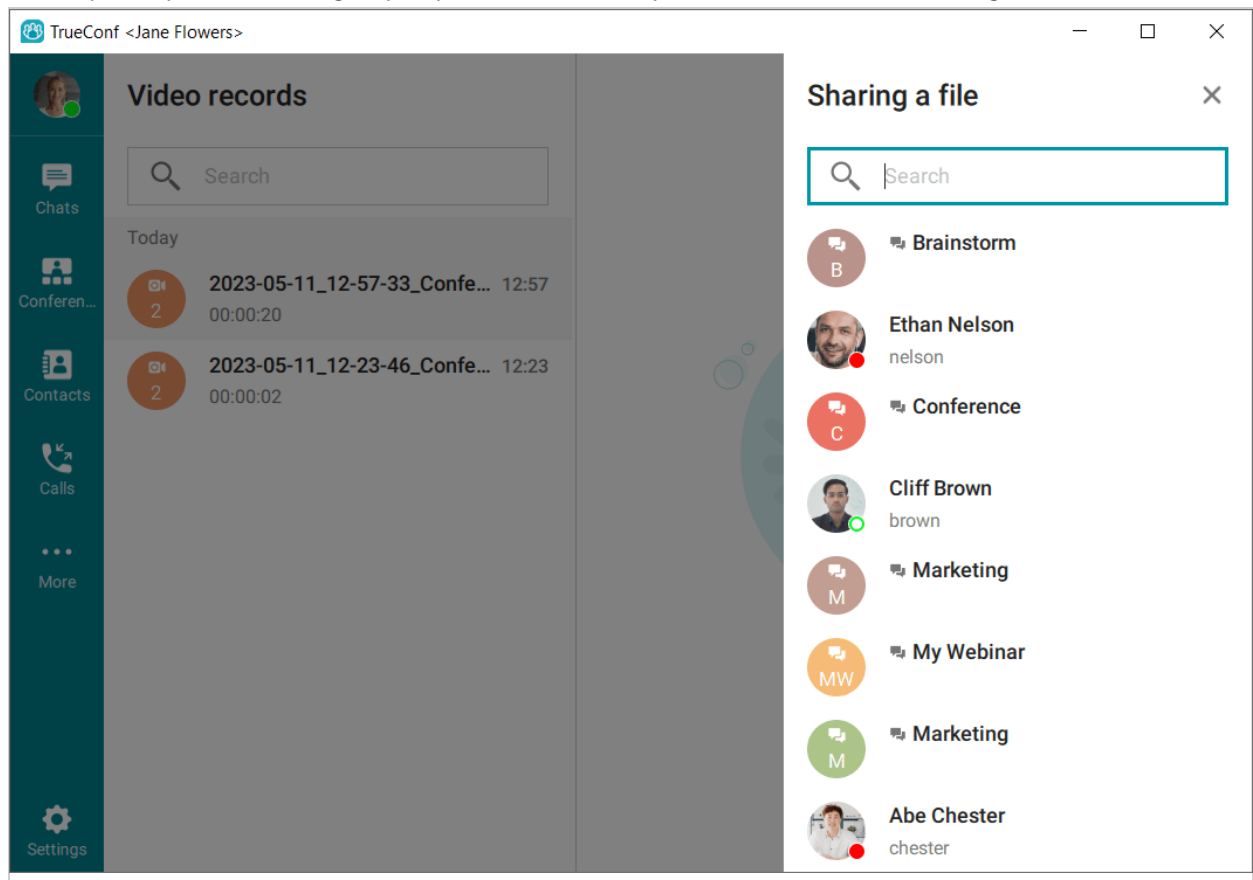 TrueConf <Jane Flowers>
Video records
Search
Today
2023-05-11_12-57-33_Confe... 12:57
00:00:20
2
2023-05-11_12-23-46_Confe... 12:23
00:00:02
2
Chats
Conferen...
Contacts
Calls
More
Settings
Sharing a file
Search
B
Brainstorm
Ethan Nelson
nelson
C
Conference
Cliff Brown
brown
M
Marketing
MW
My Webinar
M
Marketing
Abe Chester
chester